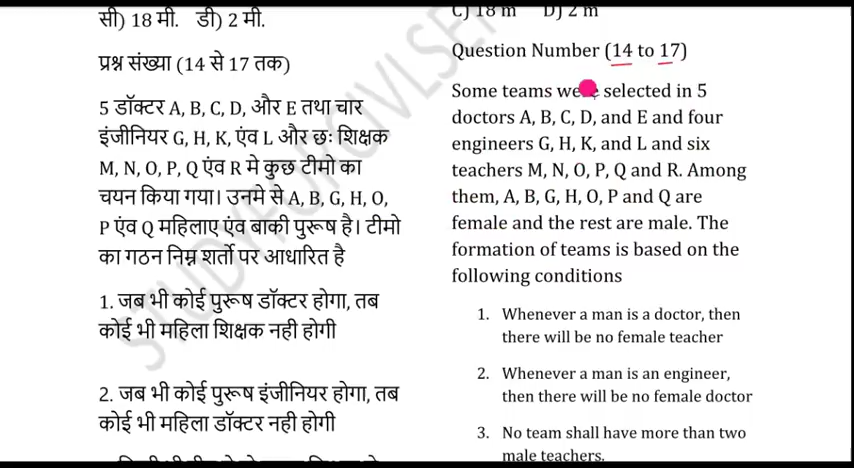 सी) 18 मी. डी) 2 मी.
प्रश्न संख्या (14 से 17 तक)
5 डॉक्टर A, B, C, D, और E तथा चार
इंजीनियर G, H, K, एंव L और छः शिक्षक
M, N, O, P, Q एंव R मे कुछ टीमो का
चयन किया गया। उनमे से A, B, G, H, O,
P एंव Q महिलाए एंव बाकी पुरूष है। टीमो
का गठन निम्न शर्तो पर आधारित है
1. जब भी कोई पुरूष डॉक्टर होगा, तब
कोई भी महिला शिक्षक नही होगी
2. जब भी कोई पुरूष इंजीनियर होगा, तब
कोई भी महिला डॉक्टर नही होगी
C) 18 m D) 2 m
Question Number (14 to 17)
Some teams were selected in 5
doctors A, B, C, D, and E and four
engineers G, H, K, and L and six
teachers M, N, O, P, Q and R. Among
them, A, B, G, H, O, P and Q are
female and the rest are male. The
formation of teams is based on the
following conditions
1. Whenever a man is a doctor, then
there will be no female teacher
2. Whenever a man is an engineer,
then there will be no female doctor
3. No team shall have more than two
male teachers.